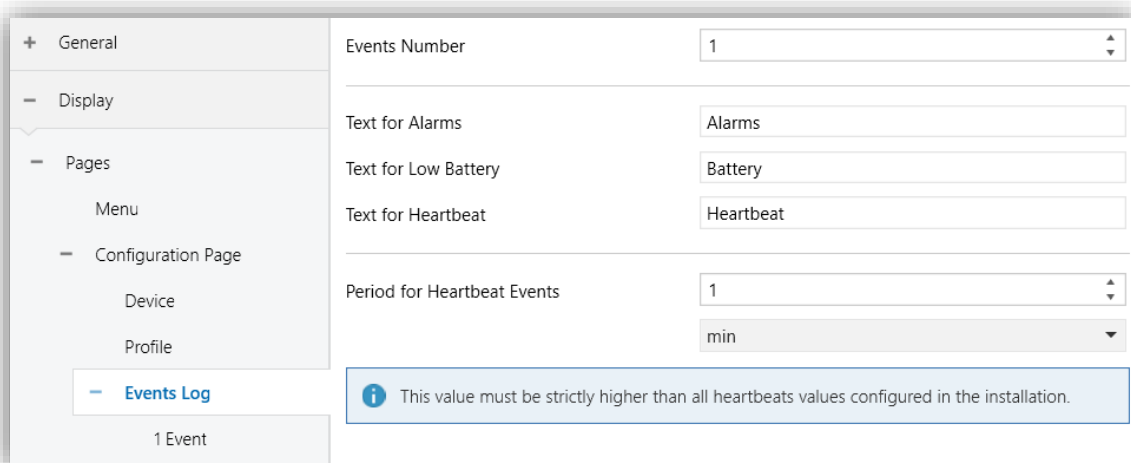 General
Display
Pages
Menu
Configuration Page
Device
Profile
Events Log
1 Event
Events Number
1
Text for Alarms
Alarms
Text for Low Battery
Battery
Text for Heartbeat
Heartbeat
Period for Heartbeat Events
1
min
This value must be strictly higher than all heartbeats values configured in the installation.